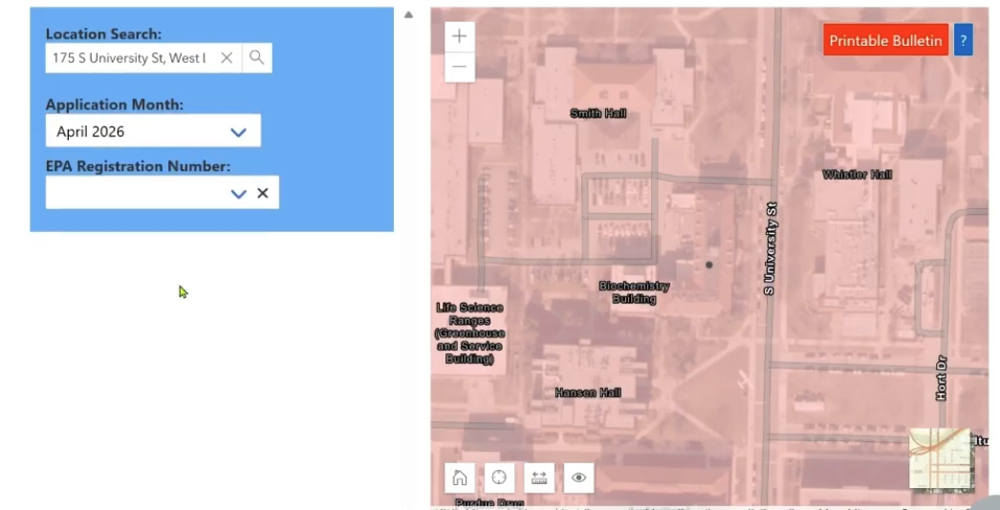 Location Search:
175 S University St, West L
Application Month:
April 2026
EPA Registration Number:
Printable Bulletin
?
Smith Hall
Whistler Hall
S University St
Biochemistry
Building
Life Science
Ranges
(Greenhouse
and Service
Building)
Hansen Hall
Hort Dr
Purdue Drug